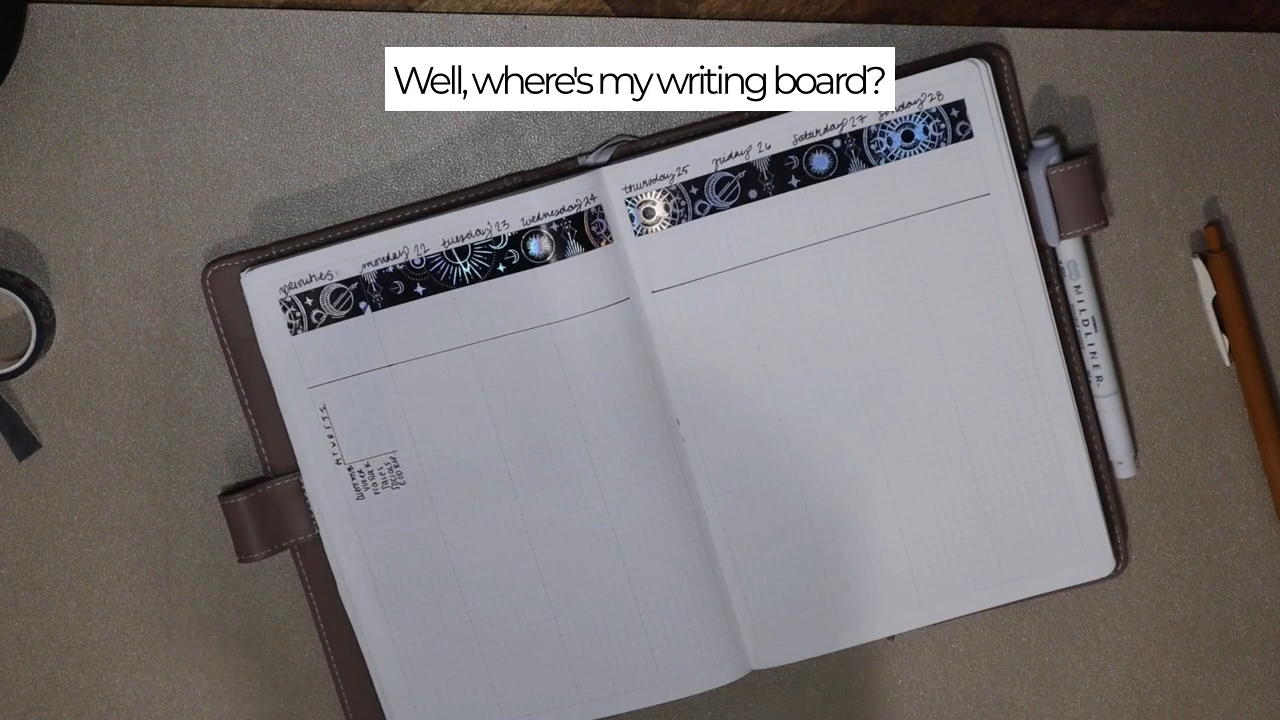 Well, where's my writing board?
priorities:
monday 22
tuesday 23
wednesday 24
thursday 25
friday 26
saturday 27
sunday 28
MTWTFSS
MILDLINER